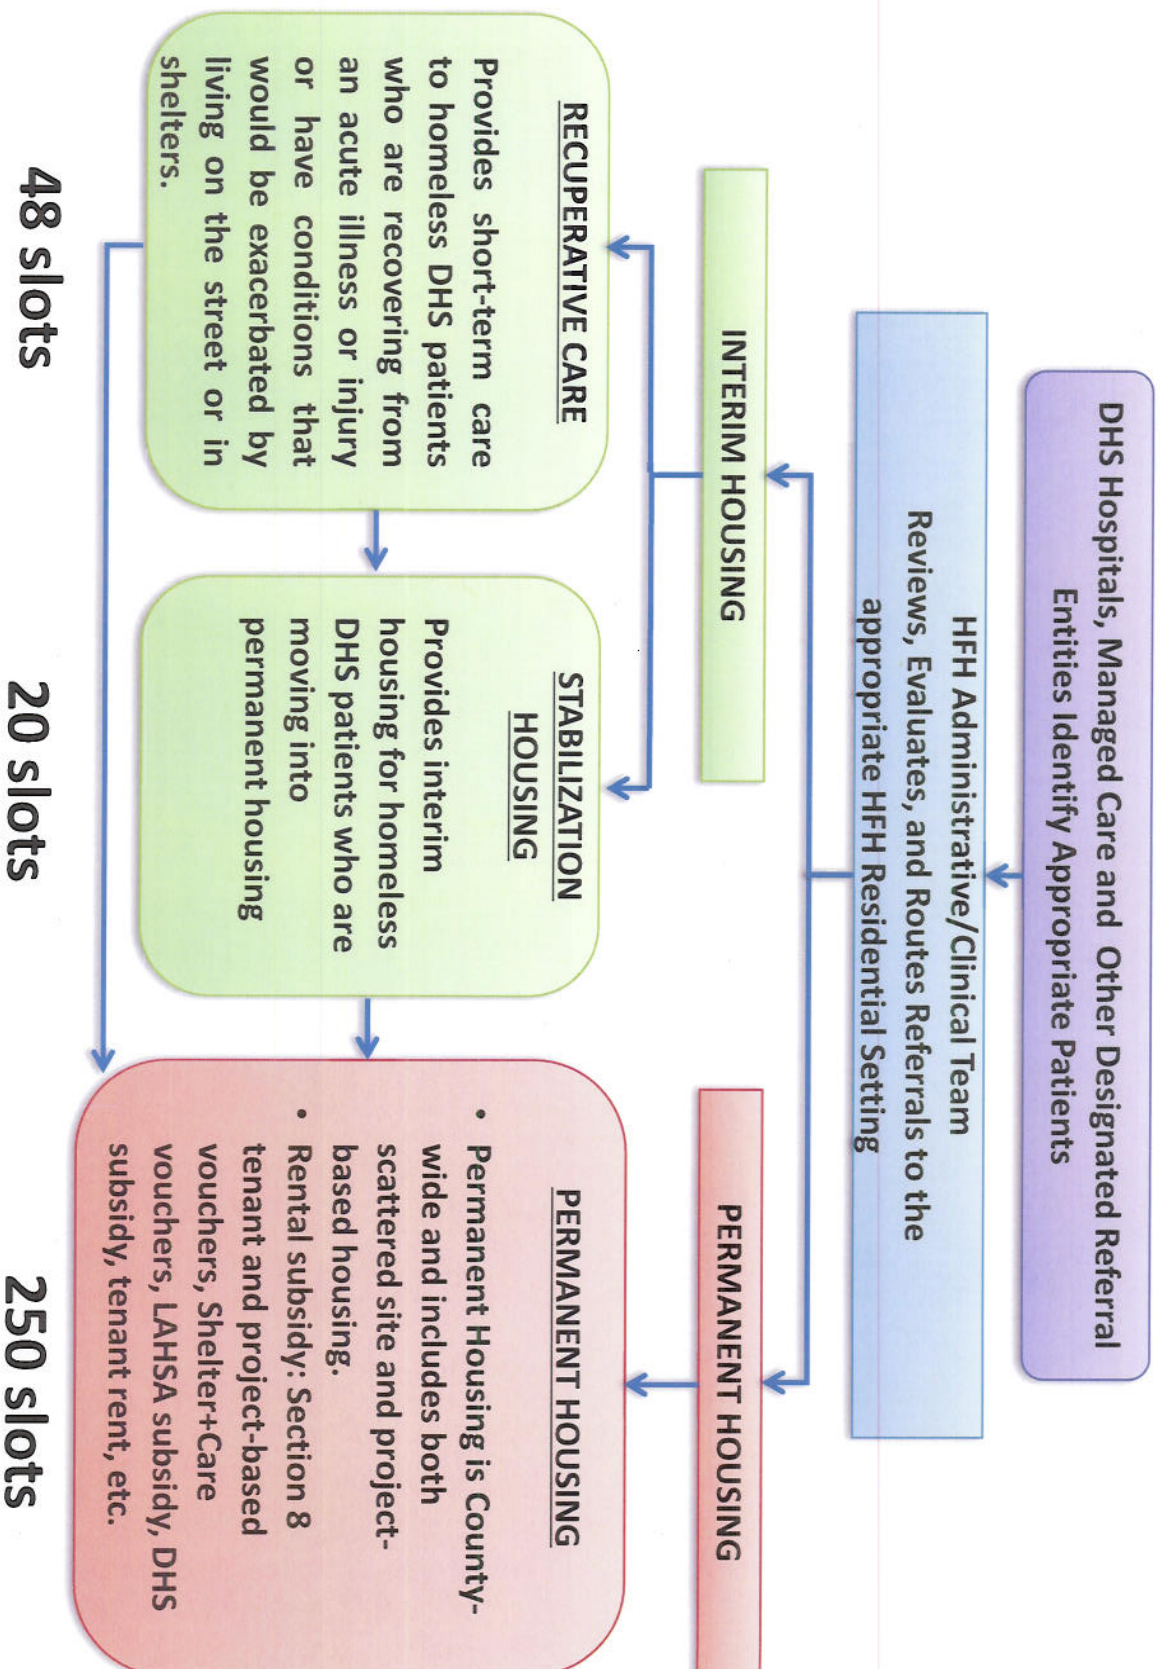 DHS Hospitals, Managed Care and Other Designated Referral
Entities Identify Appropriate Patients
HFH Administrative/Clinical Team
Reviews, Evaluates, and Routes Referrals to the
appropriate HFH Residential Setting
INTERIM HOUSING
PERMANENT HOUSING
RECUPERATIVE CARE
Provides short-term care
to homeless DHS patients
who are recovering from
an acute illness or injury
or have conditions that
would be exacerbated by
living on the street or in
shelters.
STABILIZATION
HOUSING
Provides interim
housing for homeless
DHS patients who are
moving into
permanent housing
PERMANENT HOUSING
• Permanent Housing is County-
wide and includes both
scattered site and project-
based housing.
• Rental subsidy: Section 8
tenant and project-based
vouchers, Shelter+Care
vouchers, LAHSA subsidy, DHS
subsidy, tenant rent, etc.
48 slots
20 slots
250 slots